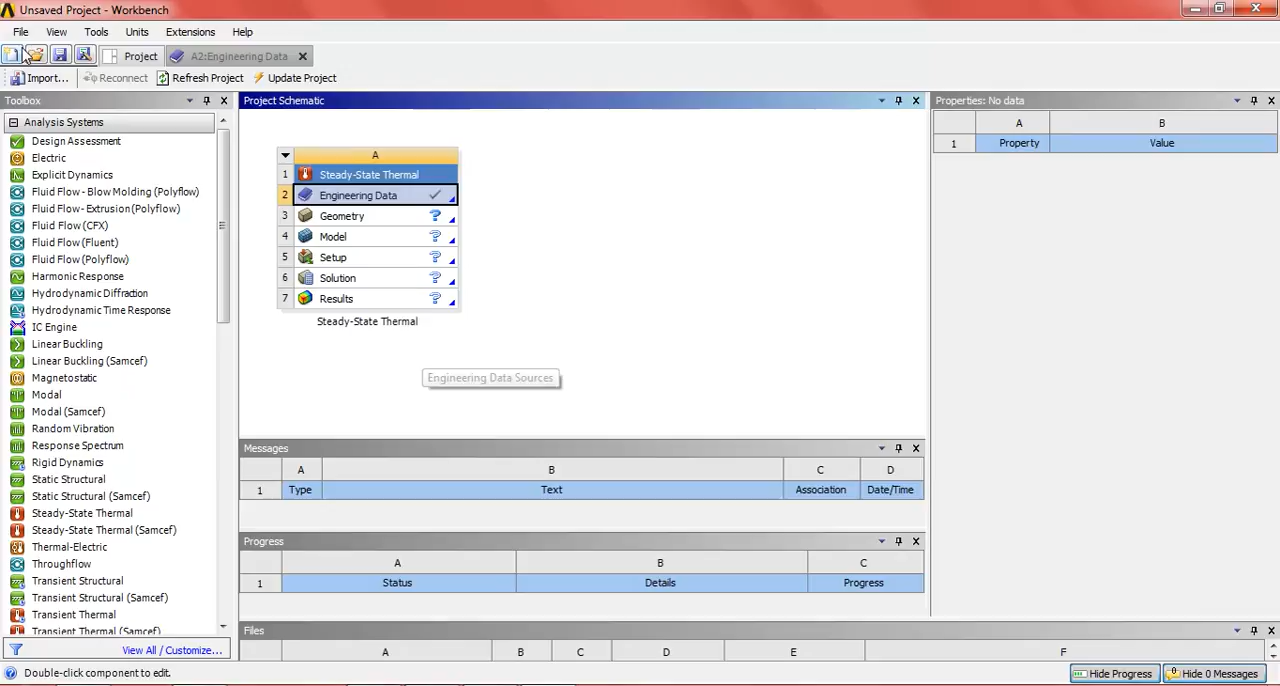 Unsaved Project - Workbench
File View Tools Units Extensions Help
Project A2:Engineering Data
Import... Reconnect Refresh Project Update Project
Toolbox
Analysis Systems
Design Assessment
Electric
Explicit Dynamics
Fluid Flow - Blow Molding (Polyflow)
Fluid Flow- Extrusion (Polyflow)
Fluid Flow (CFX)
Fluid Flow (Fluent)
Fluid Flow (Polyflow)
Harmonic Response
Hydrodynamic Diffraction
Hydrodynamic Time Response
IC Engine
Linear Buckling
Linear Buckling (Samcef)
Magnetostatic
Modal
Modal (Samcef)
Random Vibration
Response Spectrum
Rigid Dynamics
Static Structural
Static Structural (Samcef)
Steady-State Thermal
Steady-State Thermal (Samcef)
Thermal-Electric
Throughflow
Transient Structural
Transient Structural (Samcef)
Transient Thermal
Transient Thermal (Samcef)
View All / Customize...
Project Schematic
A
1 Steady-State Thermal
2 Engineering Data
3 Geometry ?
4 Model ?
5 Setup ?
6 Solution ?
7 Results ?
Steady-State Thermal
Engineering Data Sources
Messages
A B C D
1 Type Text Association Date/Time
Progress
A B C
1 Status Details Progress
Files
A B C D E F
Properties: No data
A B
1 Property Value
Double-click component to edit.
Hide Progress Hide 0 Messages